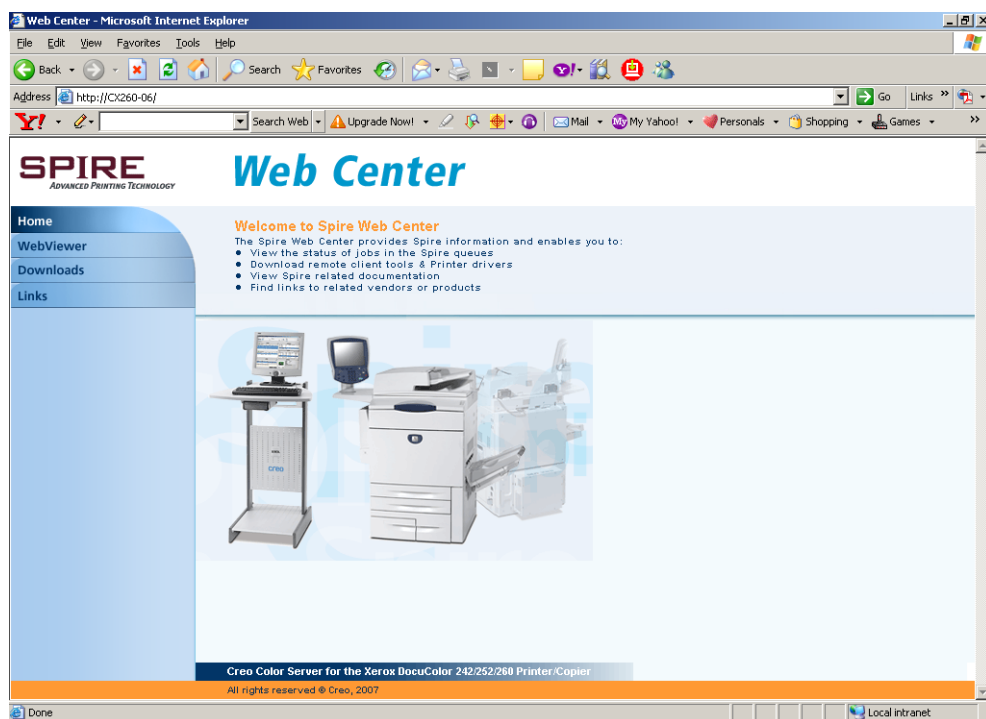 Web Center - Microsoft Internet Explorer
File Edit View Favorites Tools Help
Back Search Favorites
Address http://CX260-06/ Go Links »
Y! Search Web Upgrade Now! Mail My Yahoo! Personals Shopping Games »
SPIRE
ADVANCED PRINTING TECHNOLOGY
Web Center
Home
WebViewer
Downloads
Links
Welcome to Spire Web Center
The Spire Web Center provides Spire information and enables you to:
● View the status of jobs in the Spire queues
● Download remote client tools & Printer drivers
● View Spire related documentation
● Find links to related vendors or products
creo
Creo Color Server for the Xerox DocuColor 242/252/260 Printer/Copier
All rights reserved © Creo, 2007
Done Local intranet